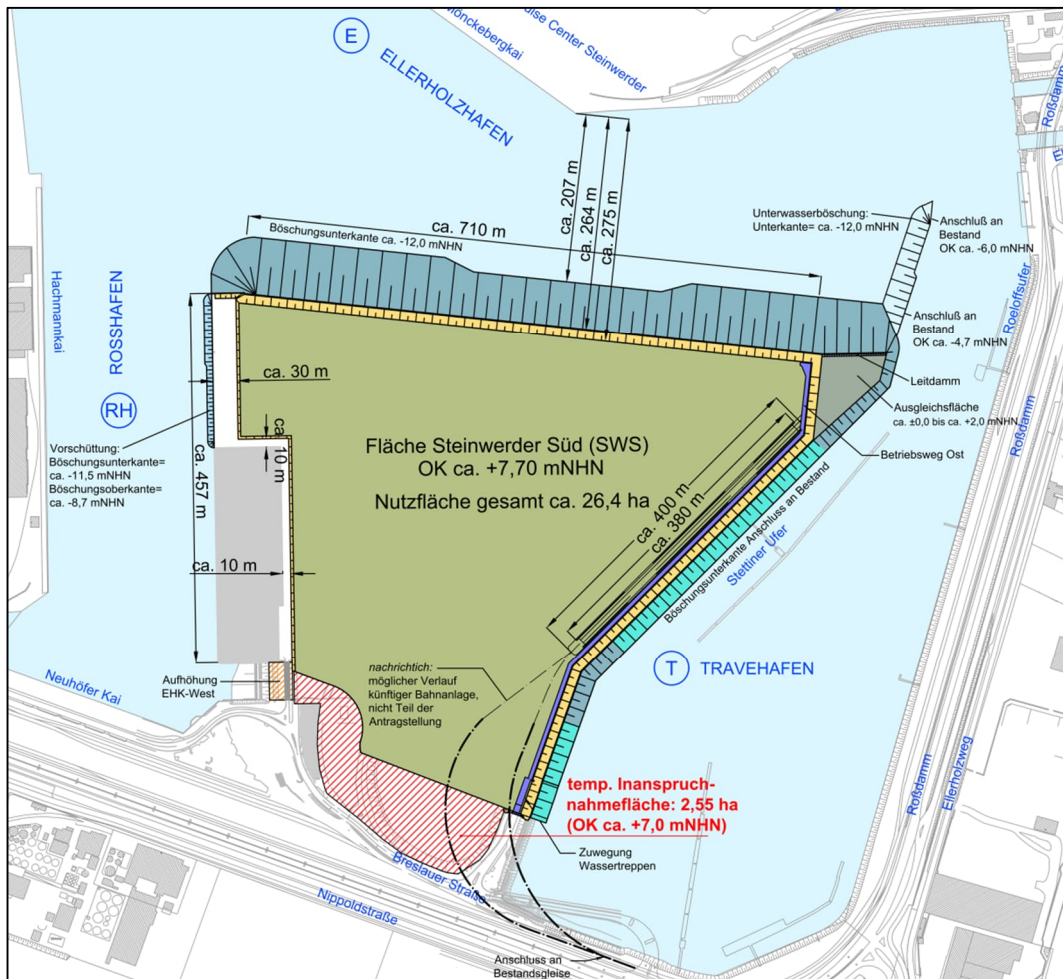 E
ELLERHOLZHAFEN
Mönckebergkai
ise Center Steinwerder
Roßdamm
ca. 207 m
ca. 264 m
ca. 275 m
ca. 710 m
Böschungsunterkante ca. -12,0 mNHN
Unterwasserböschung:
Unterkante= ca. -12,0 mNHN
Anschluß an
Bestand
OK ca. -6,0 mNHN
Roeloffsufer
Hachmannkai
ROSSHAFEN
RH
Anschluß an
Bestand
OK ca. -4,7 mNHN
Leitdamm
Ausgleichsfläche
ca. ±0,0 bis ca. +2,0 mNHN
Betriebsweg Ost
Roßdamm
ca. 30 m
ca. 10 m
Vorschüttung:
Böschungsunterkante=
ca. -11,5 mNHN
Böschungsoberkante=
ca. -8,7 mNHN
ca. 457 m
Fläche Steinwerder Süd (SWS)
OK ca. +7,70 mNHN
Nutzfläche gesamt ca. 26,4 ha
ca. 400 m
ca. 380 m
Böschungsunterkante Anschluss an Bestand
Stettiner Ufer
ca. 10 m
T
TRAVEHAFEN
Aufhöhung
EHK-West
Neuhöfer Kai
nachrichtich:
möglicher Verlauf
künftiger Bahnanlage,
nicht Teil der
Antragstellung
temp. Inanspruch-
nahmefläche: 2,55 ha
(OK ca. +7,0 mNHN)
Roßdamm
Ellerholzweg
Zuwegung
Wassertreppen
Breslauer Straße
Nippoldstraße
Anschluss an
Bestandsgleise